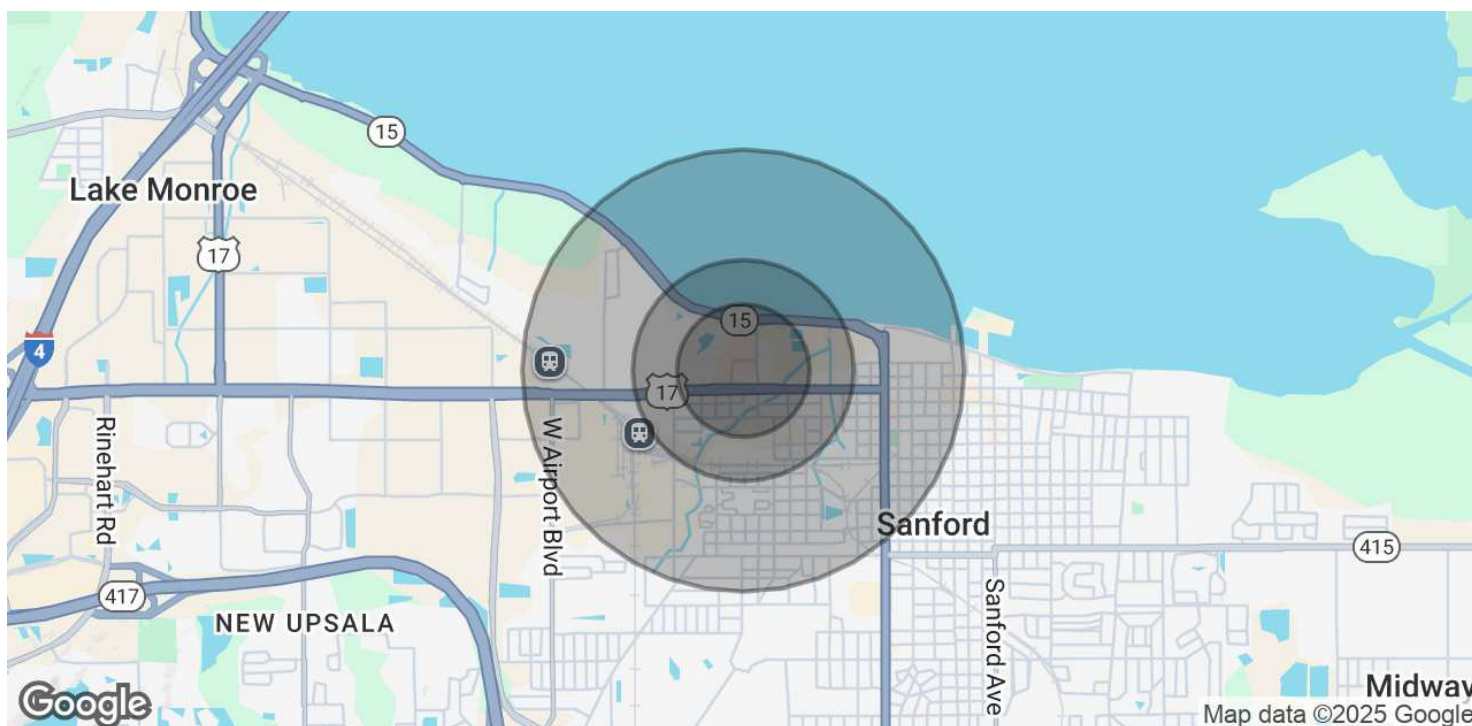 15
Lake Monroe
17
15
4
17
W Airport Blvd
Rinehart Rd
Sanford
415
417
Sanford Ave
NEW UPSALA
Midway
Google
Map data ©2025 Google